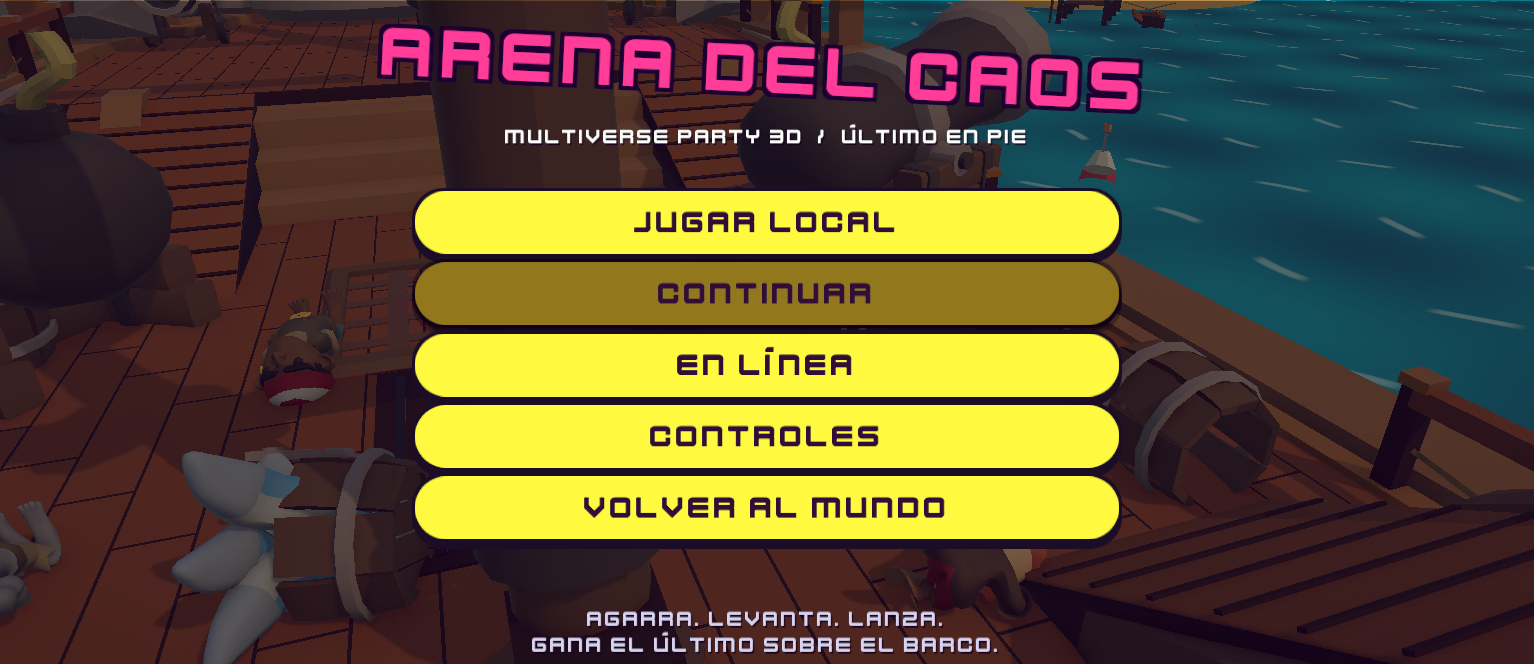 ARENA DEL CAOS
MULTIVERSE PARTY 3D / ÚLTIMO EN PIE
JUGAR LOCAL
CONTINUAR
EN LÍNEA
CONTROLES
VOLVER AL MUNDO
AGARRA. LEVANTA. LANZA.
GANA EL ÚLTIMO SOBRE EL BARCO.